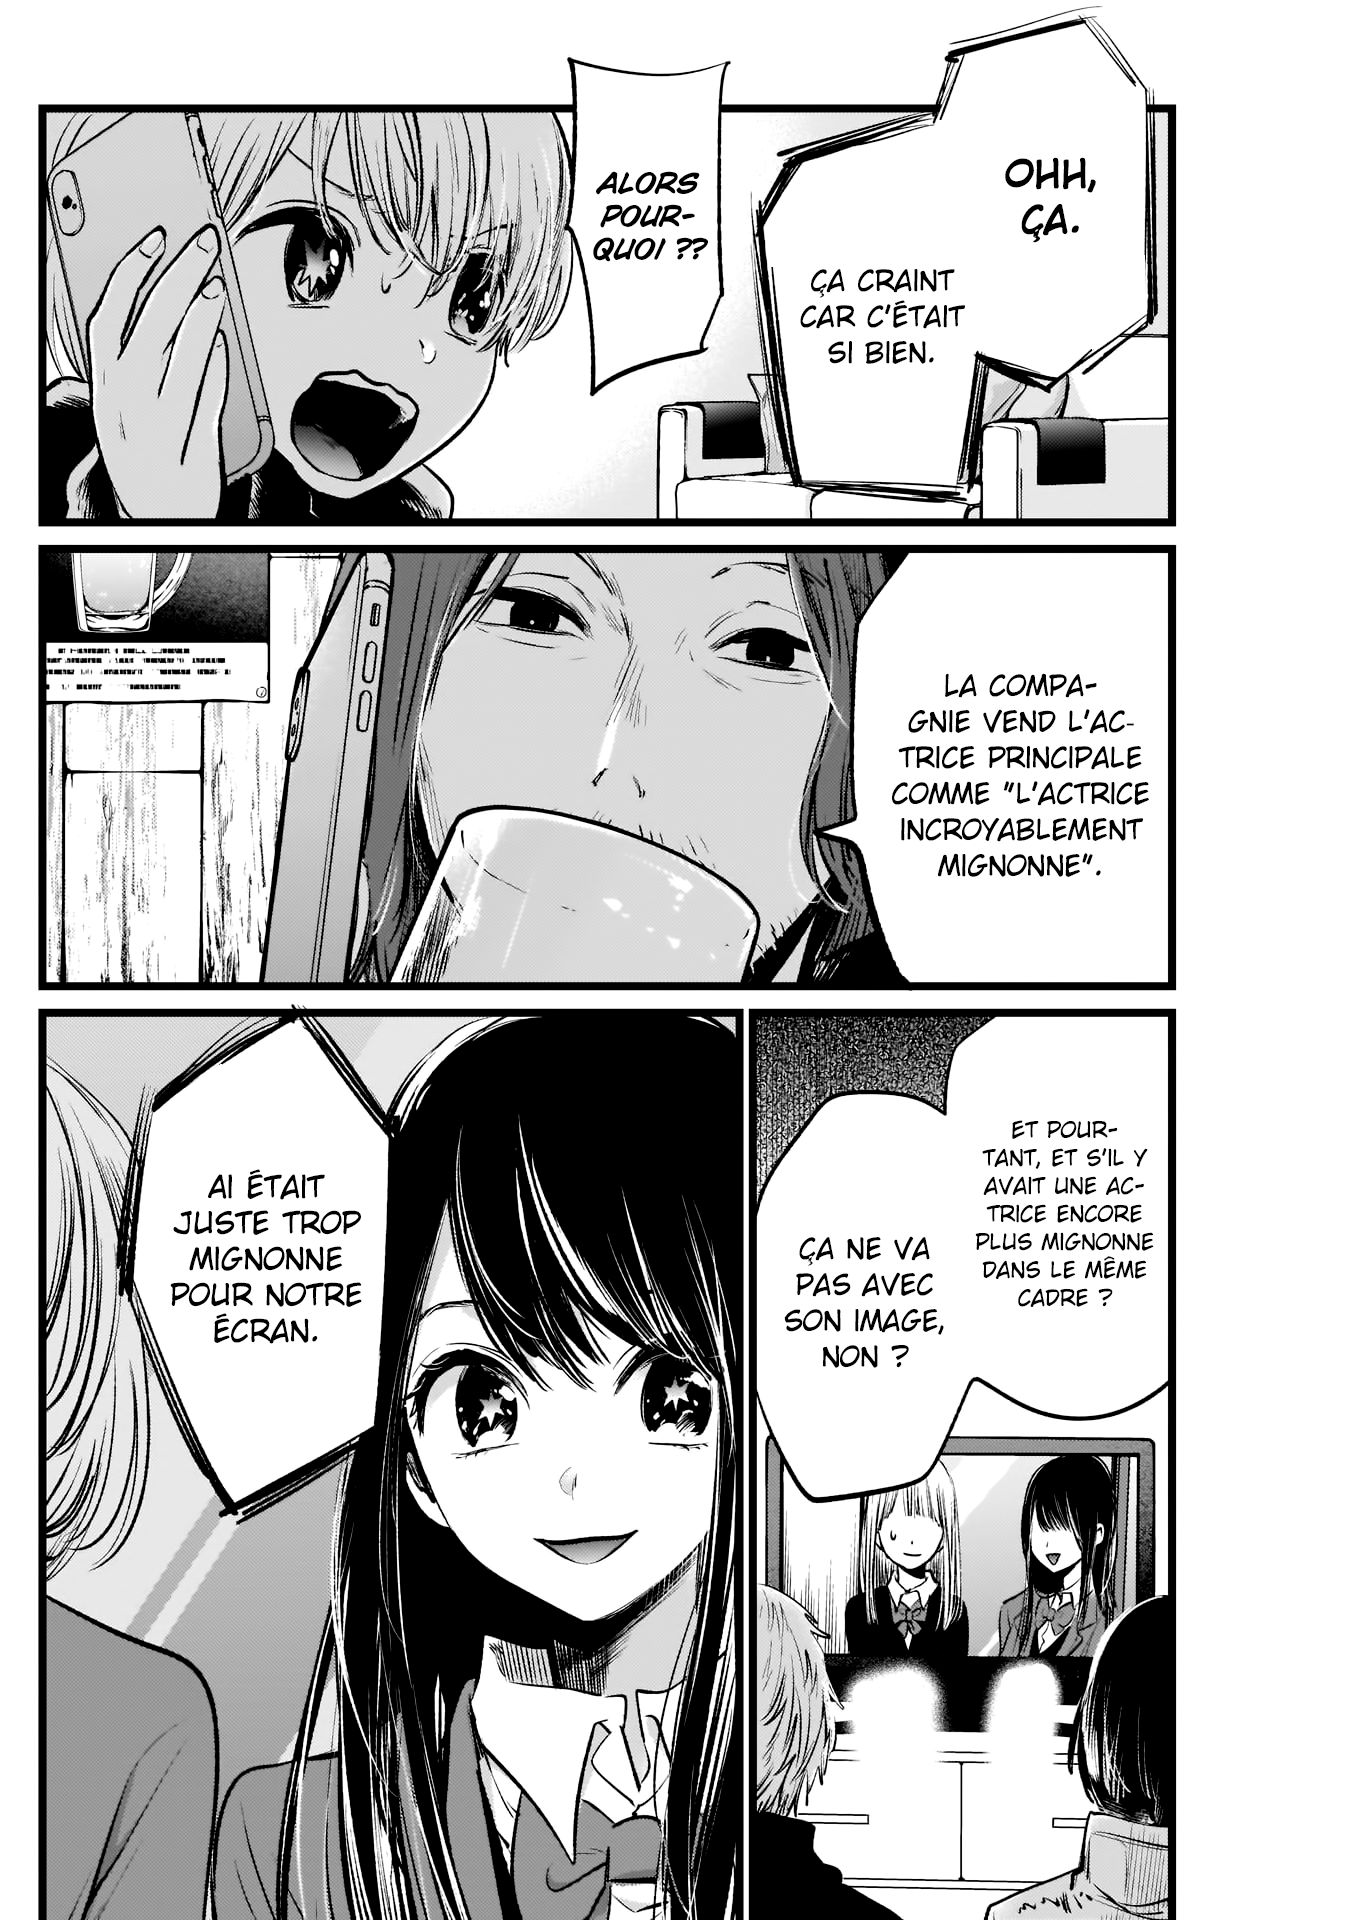 OHH,
ÇA.
ÇA CRAINT
CAR C'ÉTAIT
SI BIEN.
ALORS
POUR-
QUOI ??
LA COMPA-
GNIE VEND L'AC-
TRICE PRINCIPALE
COMME "L'ACTRICE
INCROYABLEMENT
MIGNONNE".
ET POUR-
TANT, ET S'IL Y
AVAIT UNE AC-
TRICE ENCORE
PLUS MIGNONNE
DANS LE MÊME
CADRE ?
ÇA NE VA
PAS AVEC
SON IMAGE,
NON ?
AI ÉTAIT
JUSTE TROP
MIGNONNE
POUR NOTRE
ÉCRAN.